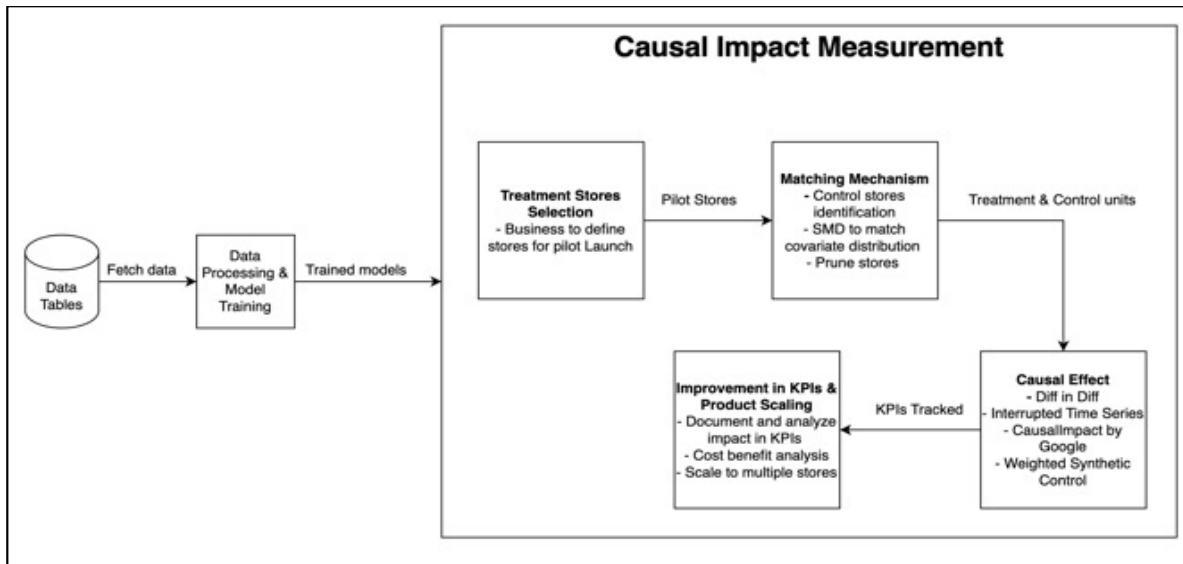 Causal Impact Measurement
Data
Tables
Fetch data
Data
Processing &
Model
Training
Trained models
Treatment Stores
Selection
- Business to define
stores for pilot Launch
Pilot Stores
Matching Mechanism
- Control stores
identification
- SMD to match
covariate distribution
- Prune stores
Treatment & Control units
Causal Effect
- Diff in Diff
- Interrupted Time Series
- CausalImpact by
Google
- Weighted Synthetic
Control
KPIs Tracked
Improvement in KPIs &
Product Scaling
- Document and analyze
impact in KPIs
- Cost benefit analysis
- Scale to multiple stores